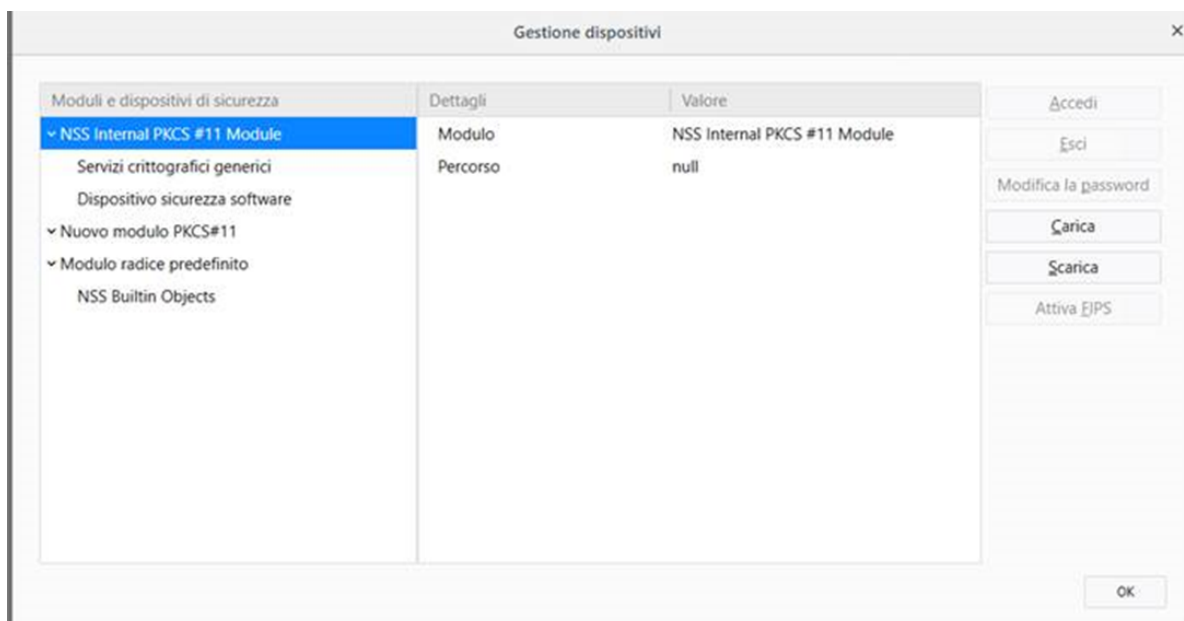 Gestione dispositivi
Moduli e dispositivi di sicurezza Dettagli Valore Accedi
NSS Internal PKCS #11 Module Modulo NSS Internal PKCS #11 Module
Esci
Servizi crittografici generici Percorso null
Modifica la password
Dispositivo sicurezza software
Nuovo modulo PKCS#11 Carica
Modulo radice predefinito Scarica
NSS Builtin Objects
Attiva FIPS
OK